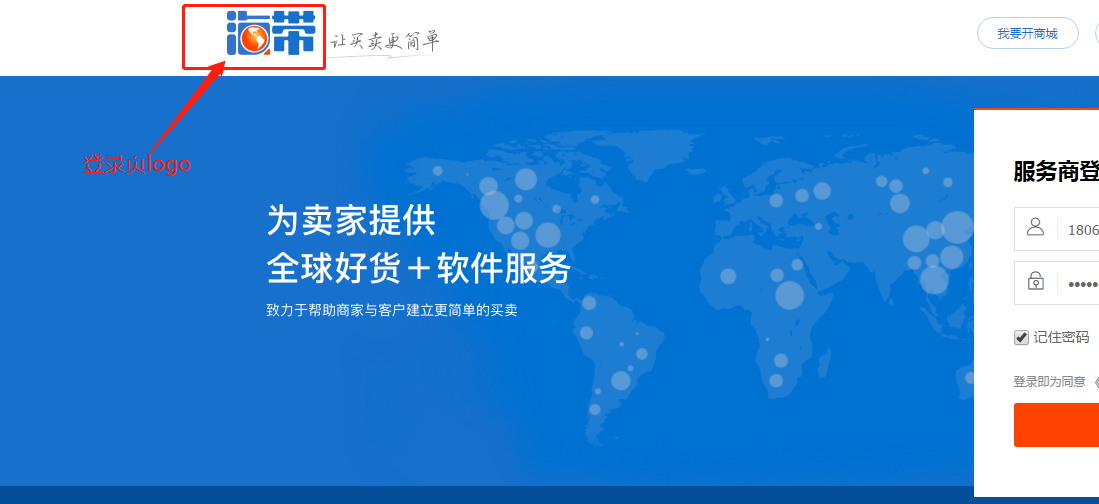 海带
让买卖更简单
我要开商城
登录页logo
为卖家提供
全球好货＋软件服务
致力于帮助商家与客户建立更简单的买卖
服务商登
1806
记住密码
登录即为同意